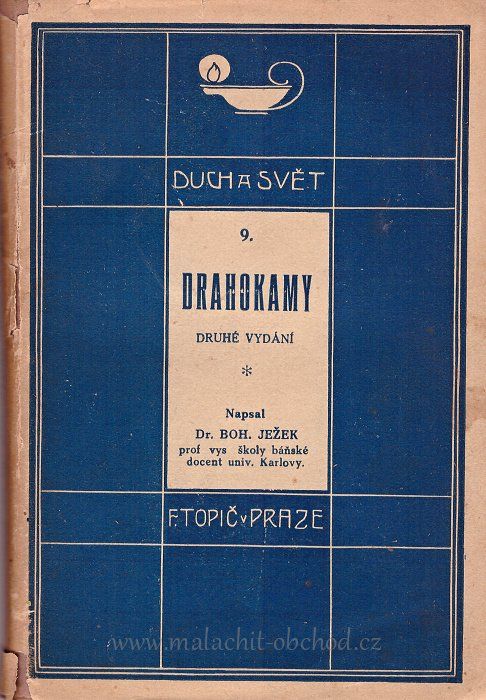 DUCH A SVĚT
9.
DRAHOKAMY
DRUHÉ VYDÁNÍ
*
Napsal
Dr. BOH. JEŽEK
prof vys školy báňské
docent univ. Karlovy.
F. TOPIČ V PRAZE
www.malachit-obchod.cz